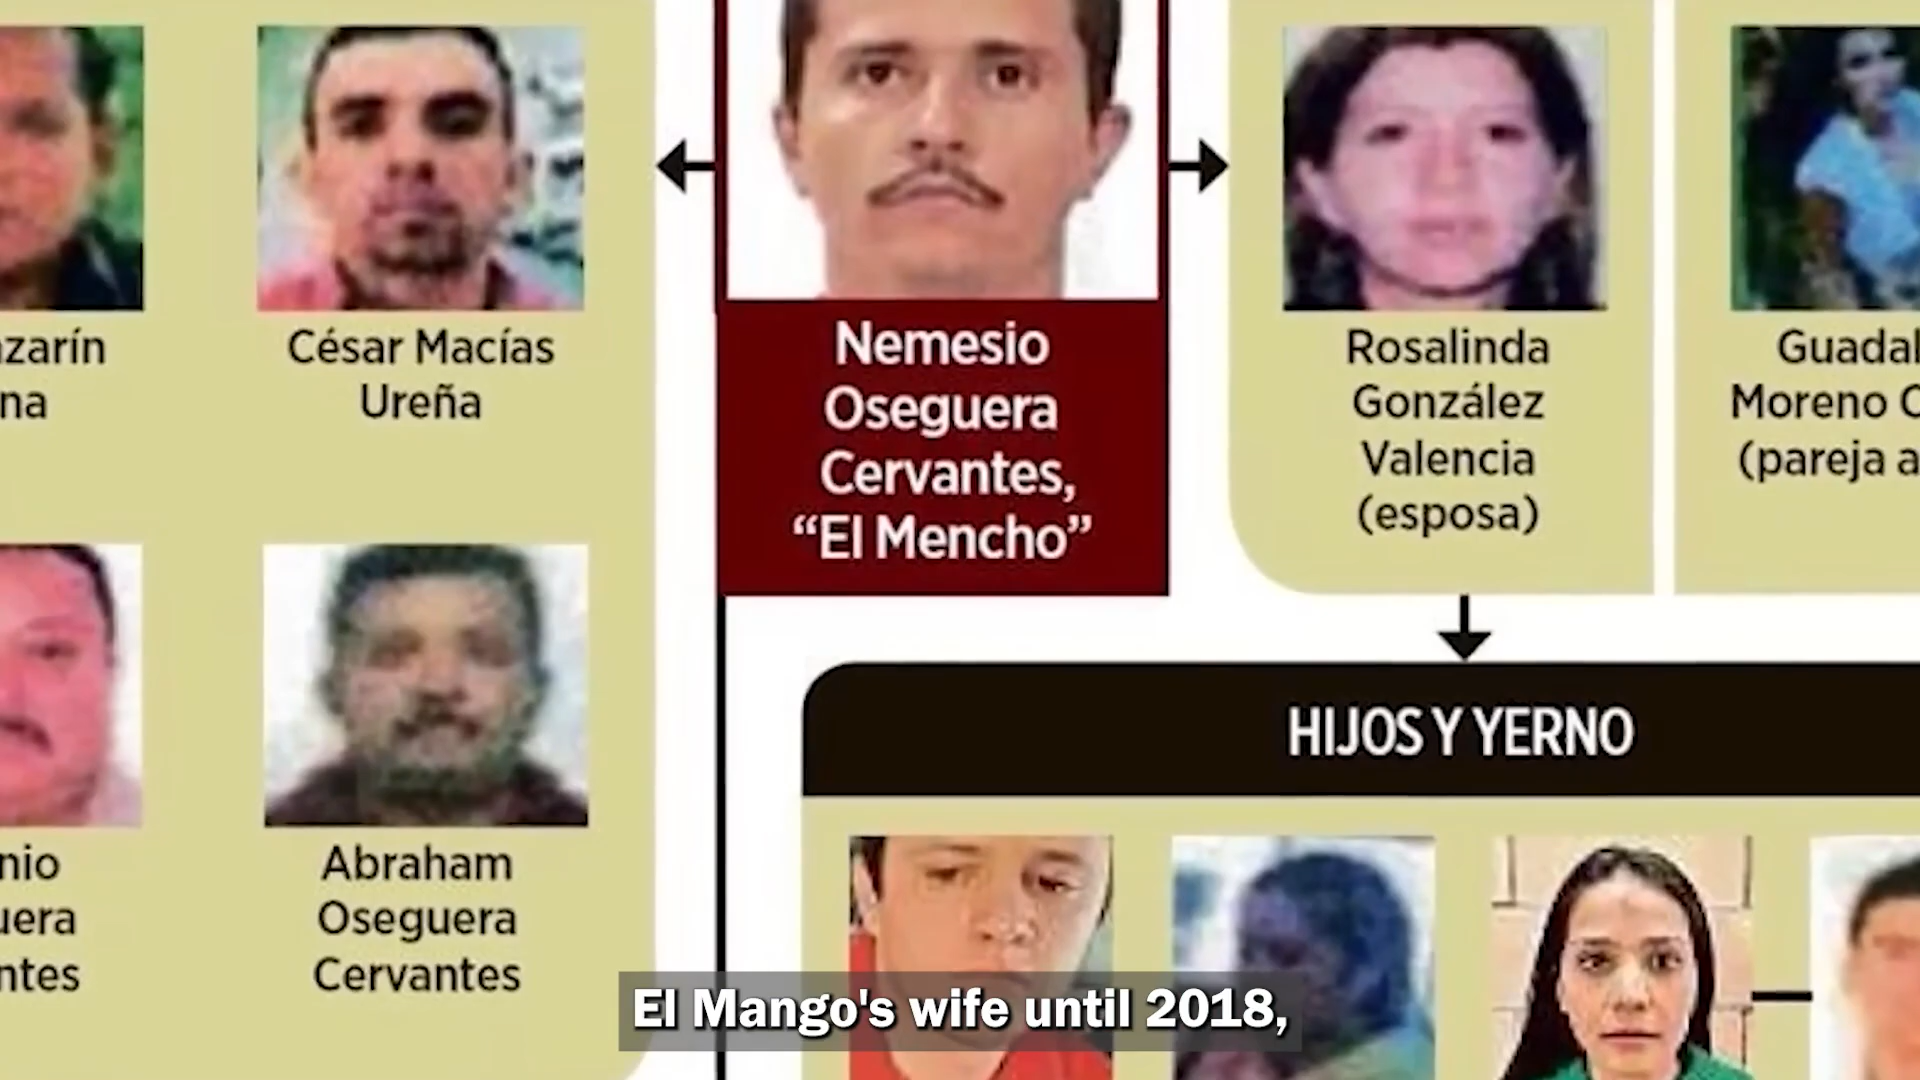 azarín
na
César Macías
Ureña
Nemesio
Oseguera
Cervantes,
“El Mencho”
Rosalinda
González
Valencia
(esposa)
Guadal
Moreno C
(pareja a
HIJOS Y YERNO
nio
uera
ntes
Abraham
Oseguera
Cervantes
El Mango's wife until 2018,